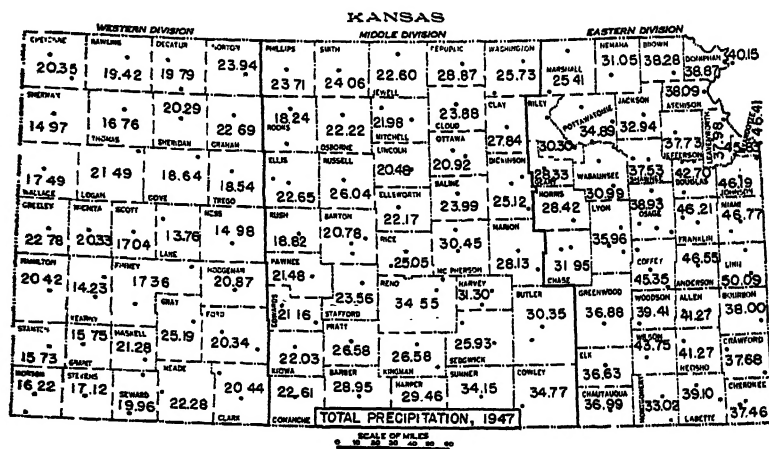 KANSAS
WESTERN DIVISION MIDDLE DIVISION EASTERN DIVISION
CHEYENNE RAWLINS DECATUR NORTON PHILLIPS SMITH REPUBLIC WASHINGTON NEMAHA BROWN DONIPHAN
20.35 19.42 19.79 23.94 23.71 24.06 22.60 28.87 25.73 MARSHALL 25.41 31.05 38.28 38.87 40.15
JEWELL
38.09
SHERMAN 20.29 18.24 21.98 23.88 CLAY RILEY POTTAWATOMIE JACKSON ATCHISON
14.97 16.76 22.69 ROOKS 22.22 MITCHELL CLOUD 27.84 30.30 34.89 32.94 37.73 37.98 46.41
THOMAS SHERIDAN GRAHAM OSBORNE LINCOLN OTTAWA JEFFERSON LEAVENWORTH
ELLIS RUSSELL DICKINSON
17.49 21.49 18.64 18.54 22.65 26.04 20.48 20.92 28.33 WABAUNSEE 37.53 42.70 46.19
WALLACE LOGAN GOVE TREGO ELLSWORTH SALINE MORRIS 30.99 SHAWNEE DOUGLAS JOHNSON
GREELEY WICHITA SCOTT NESS RUSH BARTON 22.17 23.99 25.12 28.42 LYON 38.93 OSAGE 46.21 MIAMI 46.77
22.78 20.33 17.04 13.76 14.98 18.82 20.78 RICE 30.45 MARION 35.96 FRANKLIN
LANE PAWNEE 25.05 MC PHERSON 28.13 31.95 CHASE COFFEY 46.55 LINN
HAMILTON FINNEY HODGEMAN 21.48 RENO HARVEY 45.35 ANDERSON 50.09
20.42 14.23 17.36 20.87 23.56 34.55 31.30 BUTLER GREENWOOD WOODSON ALLEN BOURBON
KEARNY GRAY FORD EDWARDS 21.16 STAFFORD 30.35 36.88 39.41 41.27 38.00
STANTON 15.75 HASKELL 25.19 20.34 PRATT 25.93 WILSON 43.75 CRAWFORD
15.73 GRANT 21.28 22.03 26.58 26.58 SEDGWICK ELK 36.63 41.27 37.68
MORTON STEVENS MEADE KIOWA BARBER KINGMAN SUMNER COWLEY NEOSHO
16.22 17.12 SEWARD 20.44 22.61 28.95 HARPER 34.15 34.77 CHAUTAUQUA MONTGOMERY 39.10 CHEROKEE
19.96 22.28 CLARK COMANCHE 29.46 36.99 33.02 LABETTE 37.46
TOTAL PRECIPITATION, 1947
SCALE OF MILES
0 10 20 30 40 50 60